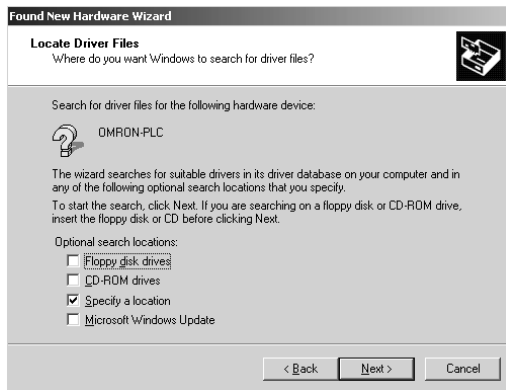 Found New Hardware Wizard
Locate Driver Files
Where do you want Windows to search for driver files?
Search for driver files for the following hardware device:
OMRON-PLC
The wizard searches for suitable drivers in its driver database on your computer and in
any of the following optional search locations that you specify.
To start the search, click Next. If you are searching on a floppy disk or CD-ROM drive,
insert the floppy disk or CD before clicking Next.
Optional search locations:
Floppy disk drives
CD-ROM drives
Specify a location
Microsoft Windows Update
< Back Next > Cancel